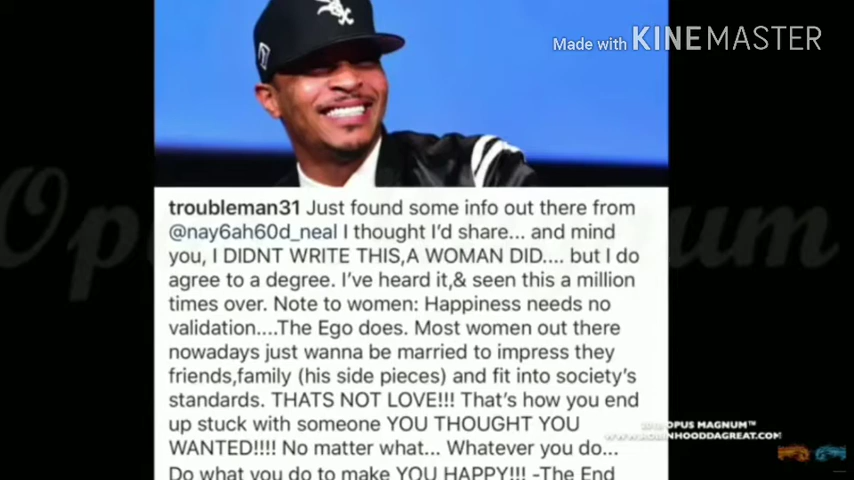 Made with KINEMASTER
troubleman31 Just found some info out there from
@nay6ah60d_neal I thought I'd share... and mind
you, I DIDNT WRITE THIS,A WOMAN DID.... but I do
agree to a degree. I've heard it,& seen this a million
times over. Note to women: Happiness needs no
validation....The Ego does. Most women out there
nowadays just wanna be married to impress they
friends,family (his side pieces) and fit into society's
standards. THATS NOT LOVE!!! That's how you end
up stuck with someone YOU THOUGHT YOU
WANTED!!!! No matter what... Whatever you do...
Do what you do to make YOU HAPPY!!! -The End
OPUS MAGNUM™
WWW.ROBINHOODDAGREAT.COM